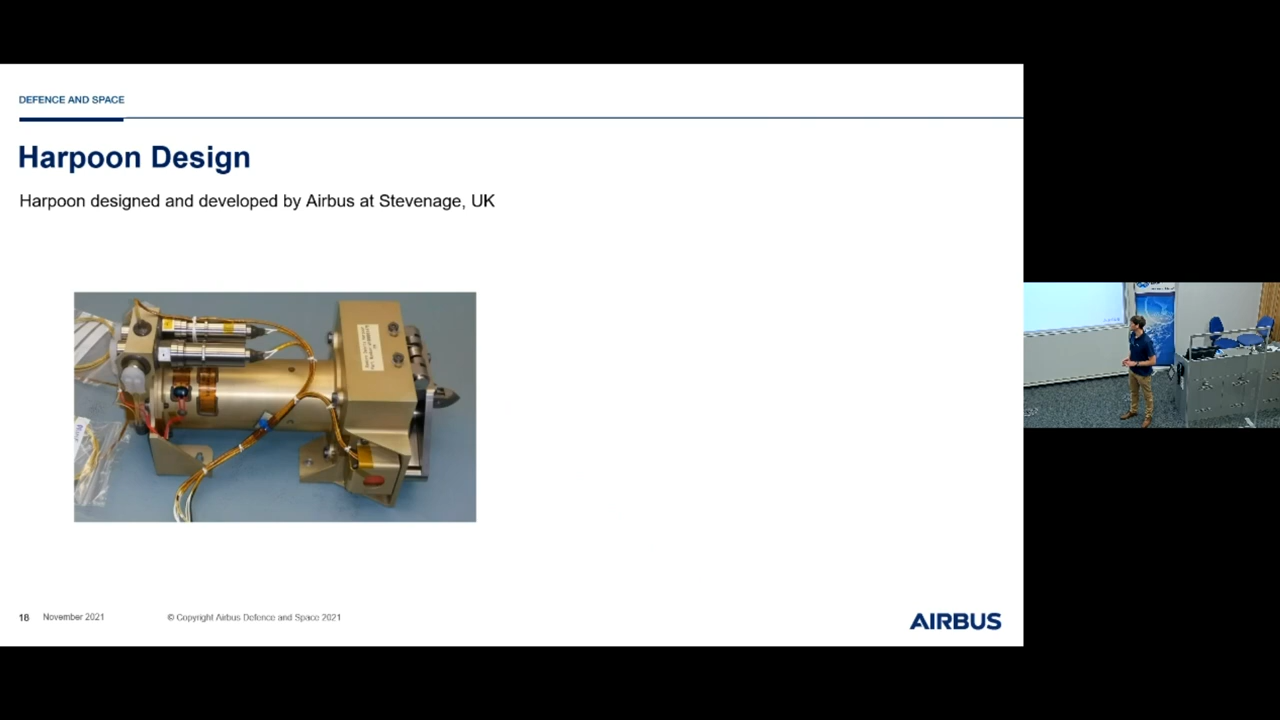 DEFENCE AND SPACE
Harpoon Design
Harpoon designed and developed by Airbus at Stevenage, UK
18 November 2021 © Copyright Airbus Defence and Space 2021
AIRBUS